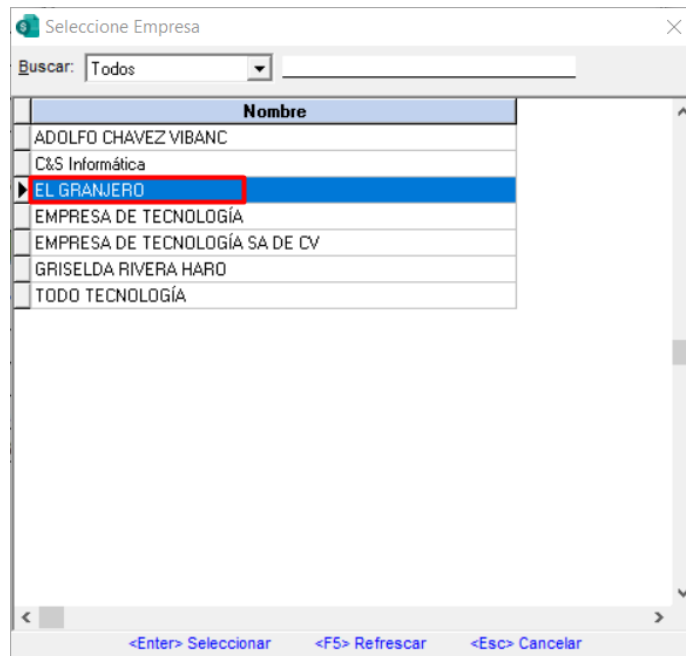 Seleccione Empresa
Buscar: Todos
Nombre
ADOLFO CHAVEZ VIBANC
C&S Informática
EL GRANJERO
EMPRESA DE TECNOLOGÍA
EMPRESA DE TECNOLOGÍA SA DE CV
GRISELDA RIVERA HARO
TODO TECNOLOGÍA
<Enter> Seleccionar <F5> Refrescar <Esc> Cancelar